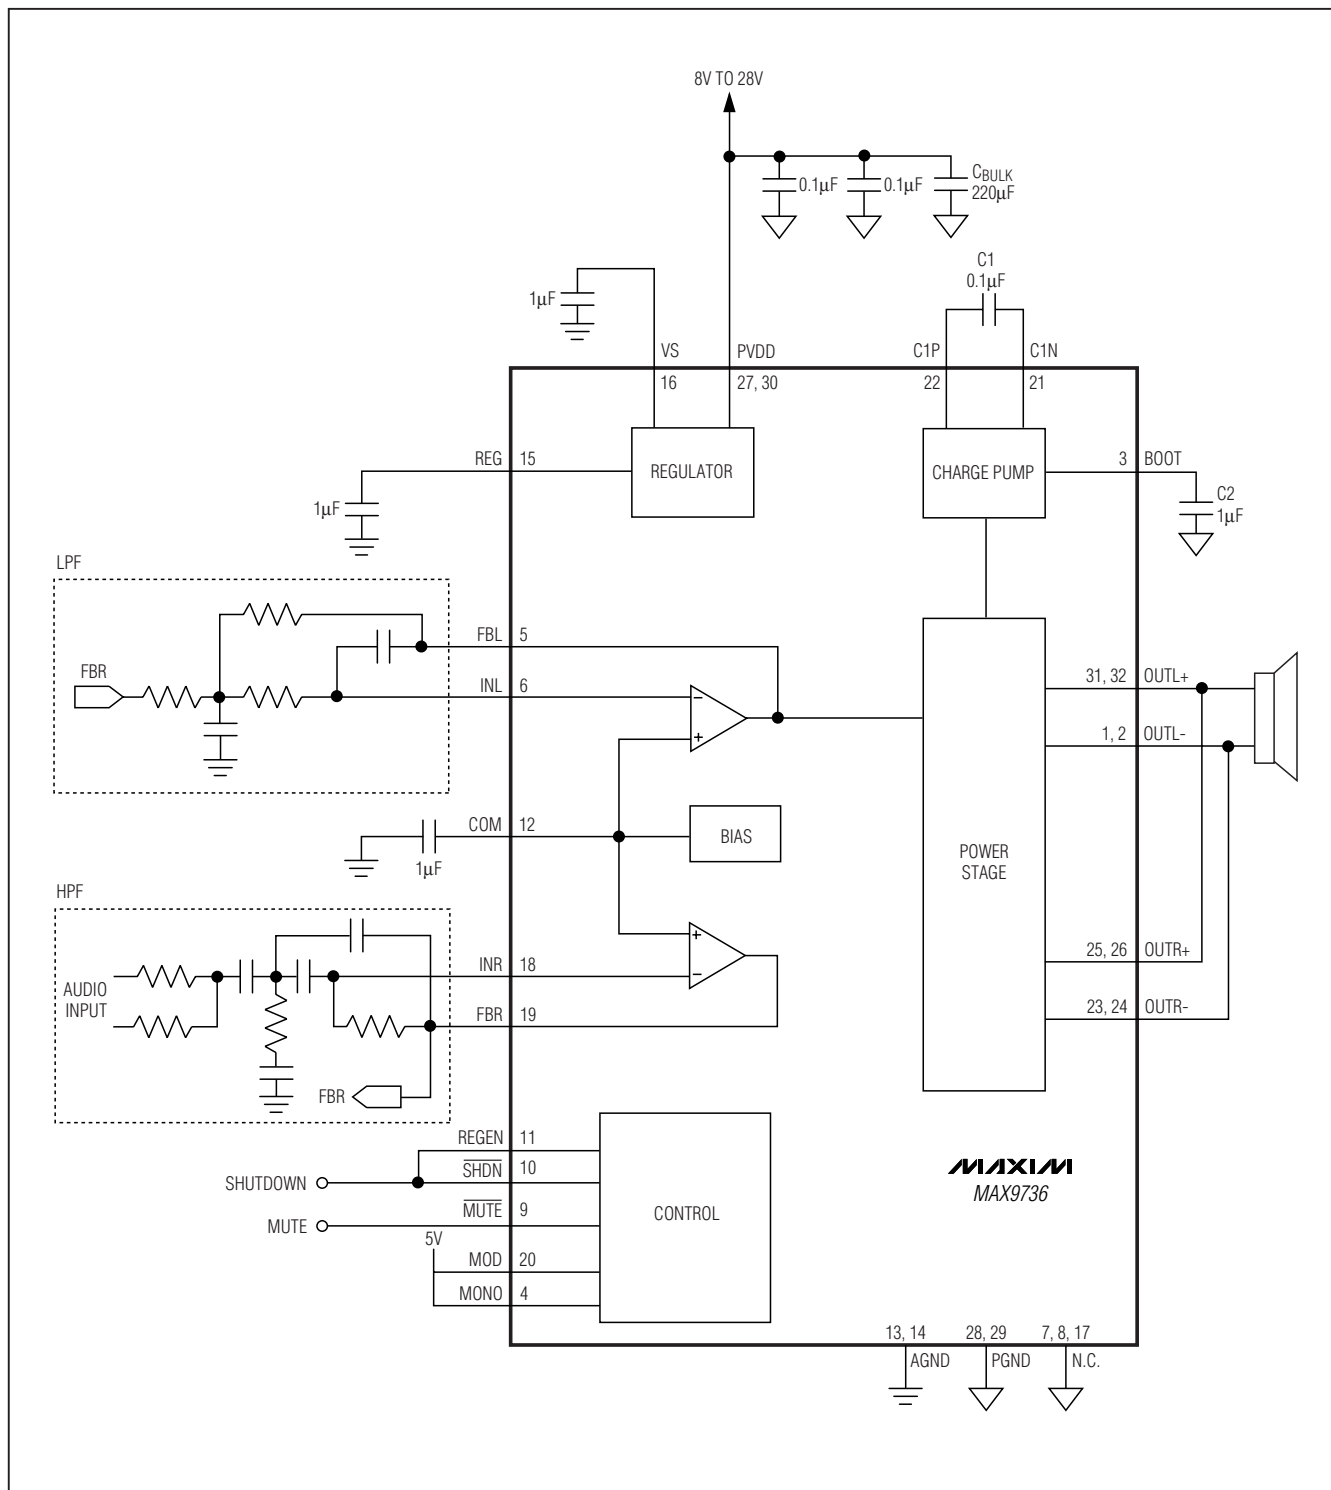 8V TO 28V
0.1μF
0.1μF
CBULK
220μF
C1
0.1μF
1μF
VS
PVDD
C1P
C1N
16
27, 30
22
21
REG
15
REGULATOR
CHARGE PUMP
3
BOOT
1μF
C2
1μF
LPF
FBL
5
FBR
INL
6
−
+
31, 32
OUTL+
1, 2
OUTL-
COM
12
1μF
BIAS
POWER
STAGE
HPF
+
−
AUDIO
INPUT
INR
18
FBR
19
FBR
25, 26
OUTR+
23, 24
OUTR-
REGEN
11
SHUTDOWN
SHDN
10
MUTE
MUTE
9
CONTROL
5V
MOD
20
MONO
4
MAXIM
MAX9736
13, 14
28, 29
7, 8, 17
AGND
PGND
N.C.